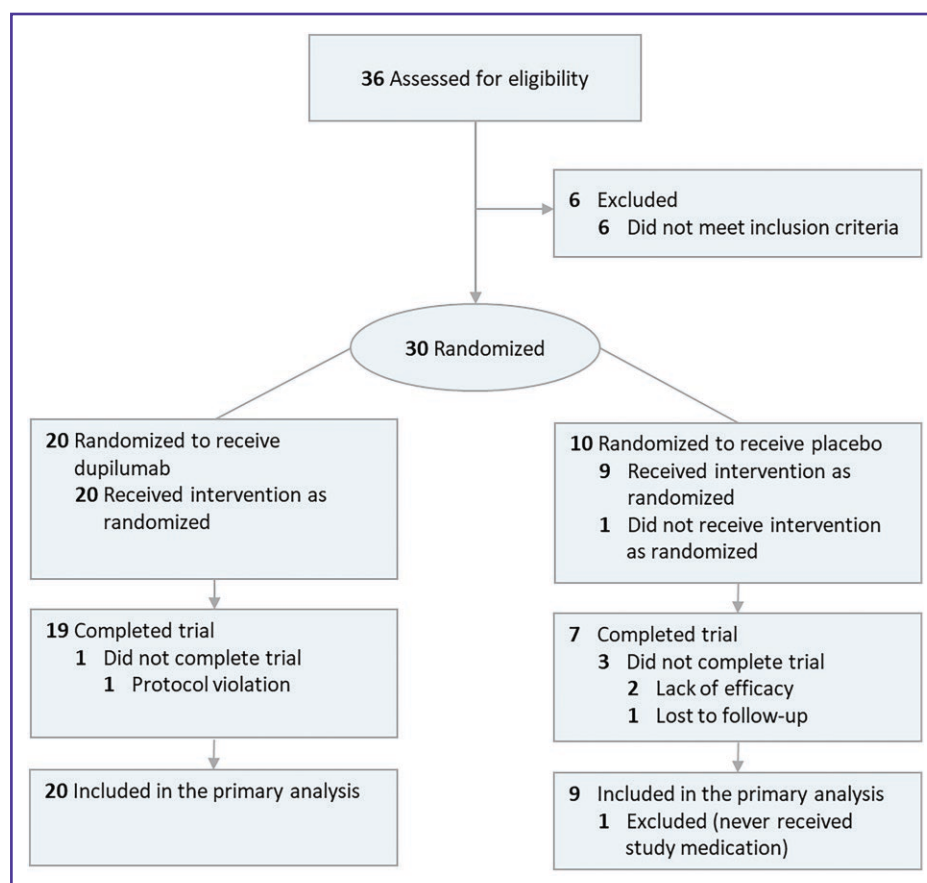 36 Assessed for eligibility
6 Excluded
6 Did not meet inclusion criteria
30 Randomized
20 Randomized to receive
dupilumab
20 Received intervention as
randomized
10 Randomized to receive placebo
9 Received intervention as
randomized
1 Did not receive intervention
as randomized
19 Completed trial
1 Did not complete trial
1 Protocol violation
7 Completed trial
3 Did not complete trial
2 Lack of efficacy
1 Lost to follow-up
20 Included in the primary analysis
9 Included in the primary analysis
1 Excluded (never received
study medication)